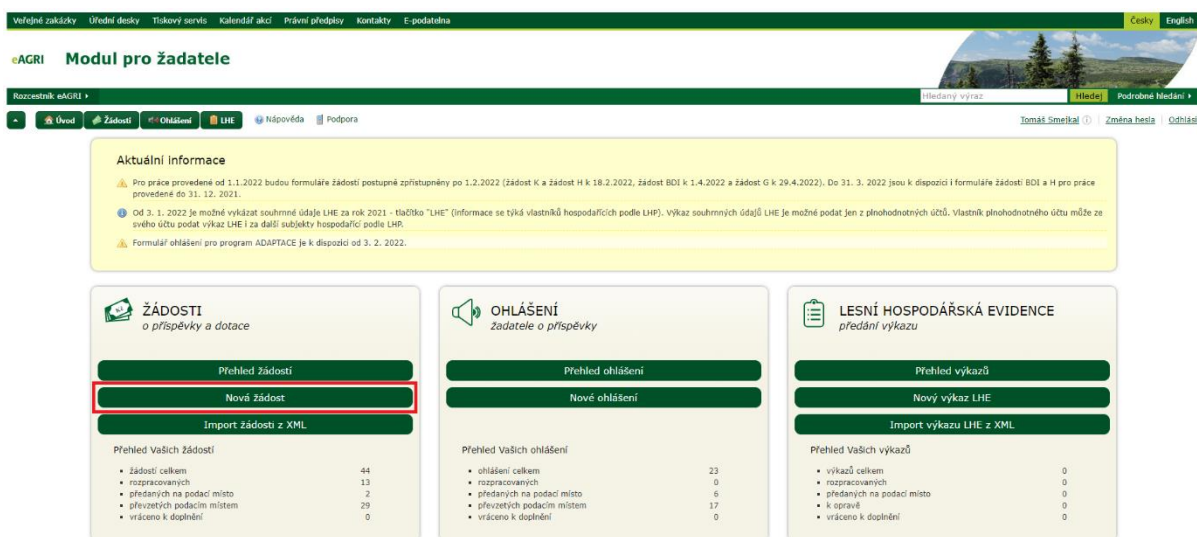 Veřejné zakázky Úřední desky Tiskový servis Kalendář akcí Právní předpisy Kontakty E-podatelna Česky English
eAGRI Modul pro žadatele
Rozcestník eAGRI Hledaný výraz Hledej Podrobné hledání
Úvod Žádosti Ohlášení LHE Nápověda Podpora Tomáš Smejkal Změna hesla Odhlási
Aktuální informace
Pro práce provedené od 1.1.2022 budou formuláře žádostí postupně zpřístupněny po 1.2.2022 (žádost K a žádost H k 18.2.2022, žádost BDI k 1.4.2022 a žádost G k 29.4.2022). Do 31. 3. 2022 jsou k dispozici i formuláře žádostí BDI a H pro práce
provedené do 31. 12. 2021.
Od 3. 1. 2022 je možné vykázat souhrnné údaje LHE za rok 2021 - tlačítko "LHE" (informace se týká vlastníků hospodařících podle LHP). Výkaz souhrnných údajů LHE je možné podat jen z plnohodnotných účtů. Vlastník plnohodnotného účtu může ze
svého účtu podat výkaz LHE i za další subjekty hospodařící podle LHP.
Formulář ohlášení pro program ADAPTACE je k dispozici od 3. 2. 2022.
ŽÁDOSTI
o příspěvky a dotace
Přehled žádostí
Nová žádost
Import žádosti z XML
Přehled Vašich žádostí
žádostí celkem 44
rozpracovaných 13
předaných na podací místo 2
převzetých podacím místem 29
vráceno k doplnění 0
OHLÁŠENÍ
žadatele o příspěvky
Přehled ohlášení
Nové ohlášení
Přehled Vašich ohlášení
ohlášení celkem 23
rozpracovaných 0
předaných na podací místo 6
převzetých podacím místem 17
vráceno k doplnění 0
LESNÍ HOSPODÁŘSKÁ EVIDENCE
předání výkazu
Přehled výkazů
Nový výkaz LHE
Import výkazu LHE z XML
Přehled Vašich výkazů
výkazů celkem 0
rozpracovaných 0
předaných na podací místo 0
k opravě 0
vráceno k doplnění 0